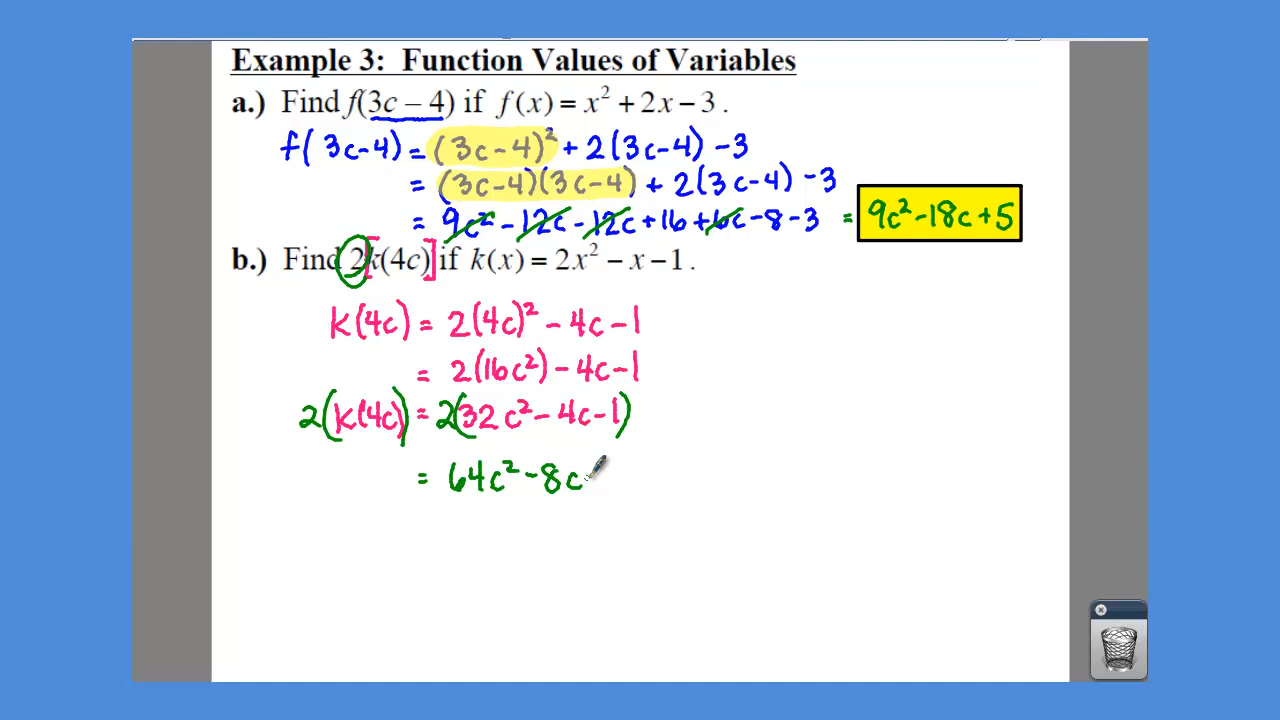 Example 3: Function Values of Variables
a.) Find f(3c – 4) if f(x) = x² + 2x – 3 .
f(3c-4) = (3c-4)² + 2(3c-4) -3
= (3c-4)(3c-4) + 2(3c-4) -3
= 9c² -12c -12c +16 +6c -8 -3 = 9c² -18c +5
b.) Find 2[k(4c)] if k(x) = 2x² – x – 1 .
k(4c) = 2(4c)² - 4c - 1
= 2(16c²) - 4c - 1
2(k(4c)) = 2(32c² - 4c - 1)
= 64c² - 8c